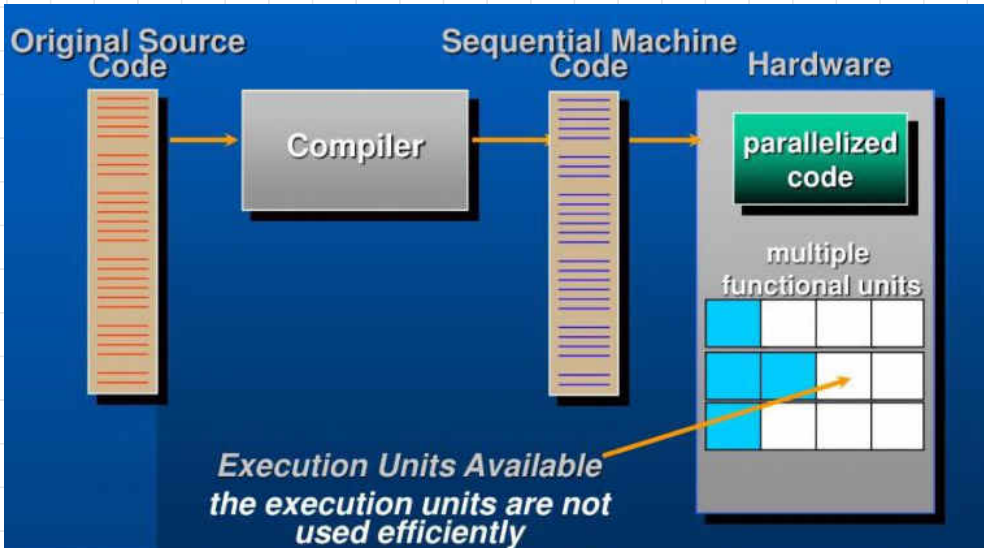 Original Source
Code
Sequential Machine
Code
Hardware
Compiler
parallelized
code
multiple
functional units
Execution Units Available
the execution units are not
used efficiently